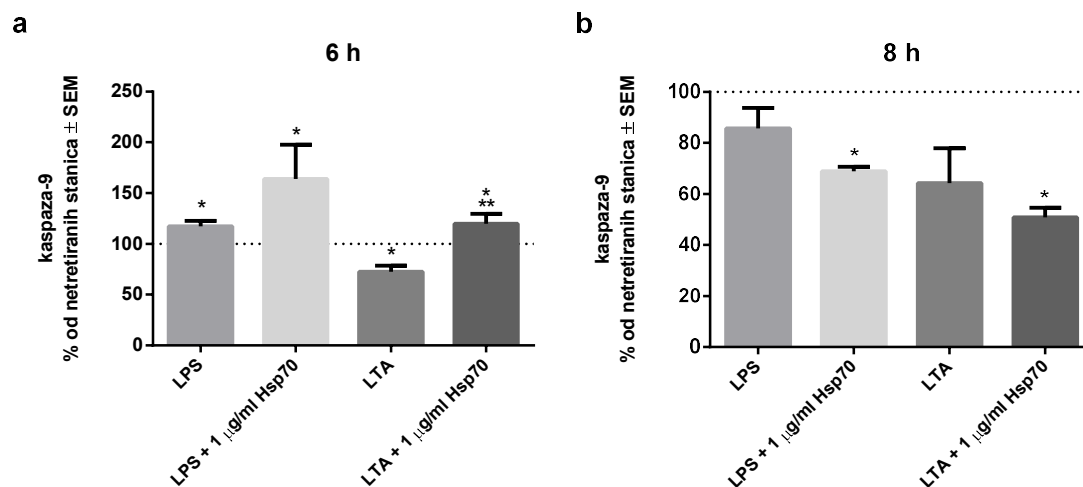 a
6 h
kaspaza-9
% od netretiranih stanica ± SEM
250
200
150
100
50
0
*
*
*
*
**
LPS
LPS + 1 μg/ml Hsp70
LTA
LTA + 1 μg/ml Hsp70
b
8 h
kaspaza-9
% od netretiranih stanica ± SEM
100
80
60
40
20
0
*
*
LPS
LPS + 1 μg/ml Hsp70
LTA
LTA + 1 μg/ml Hsp70